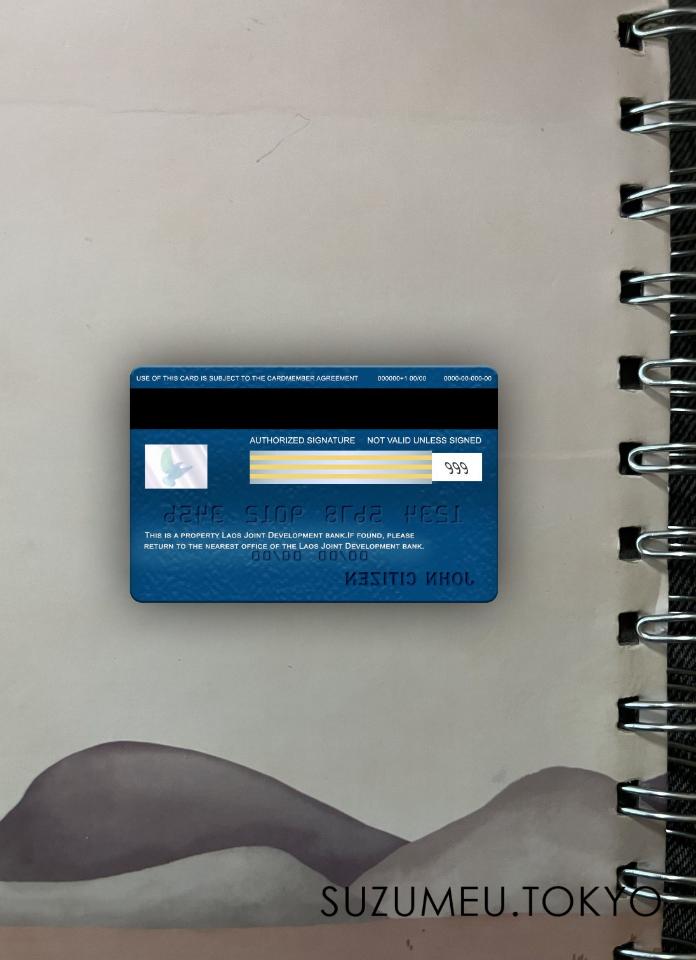 USE OF THIS CARD IS SUBJECT TO THE CARDMEMBER AGREEMENT 000000+1 00/00 0000-00-000-00
AUTHORIZED SIGNATURE NOT VALID UNLESS SIGNED
999
1234 5678 9012 3456
THIS IS A PROPERTY LAOS JOINT DEVELOPMENT BANK.IF FOUND, PLEASE
RETURN TO THE NEAREST OFFICE OF THE LAOS JOINT DEVELOPMENT BANK.
00/00 00/00
JOHN CITIZEN
SUZUMEU.TOKYO